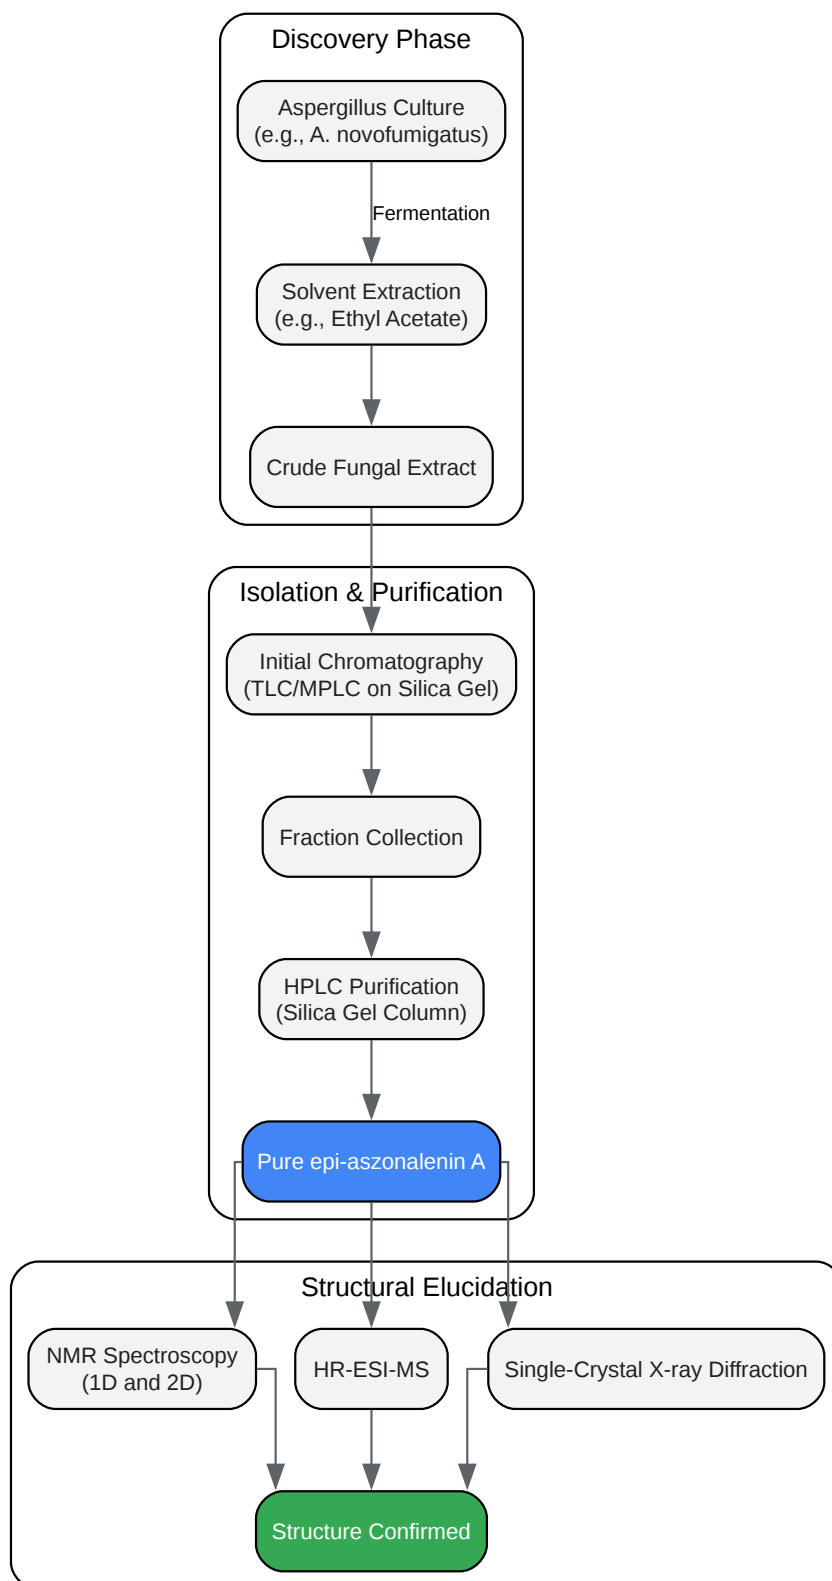 Discovery Phase
Aspergillus Culture
(e.g., A. novofumigatus)
Fermentation
Solvent Extraction
(e.g., Ethyl Acetate)
Crude Fungal Extract
Isolation & Purification
Initial Chromatography
(TLC/MPLC on Silica Gel)
Fraction Collection
HPLC Purification
(Silica Gel Column)
Pure epi-aszonalenin A
Structural Elucidation
NMR Spectroscopy
(1D and 2D)
HR-ESI-MS
Single-Crystal X-ray Diffraction
Structure Confirmed